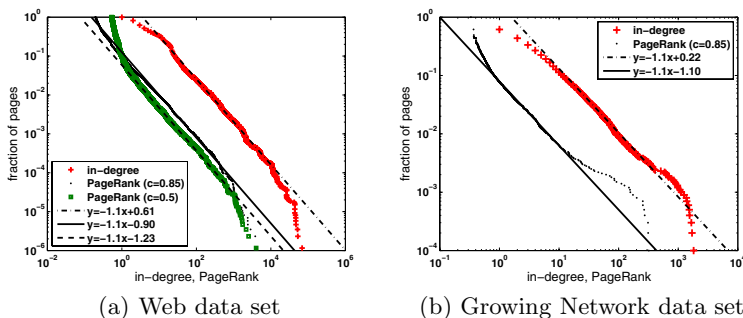 10^0
10^-1
10^-2
10^-3
10^-4
10^-5
10^-6
fraction of pages
in-degree
PageRank (c=0.85)
PageRank (c=0.5)
y=-1.1x+0.61
y=-1.1x-0.90
y=-1.1x-1.23
10^-2 10^0 10^2 10^4 10^6
in-degree, PageRank
(a) Web data set
10^0
10^-1
10^-2
10^-3
10^-4
fraction of pages
in-degree
PageRank (c=0.85)
y=-1.1x+0.22
y=-1.1x-1.10
10^-1 10^0 10^1 10^2 10^3 10^4
in-degree, PageRank
(b) Growing Network data set